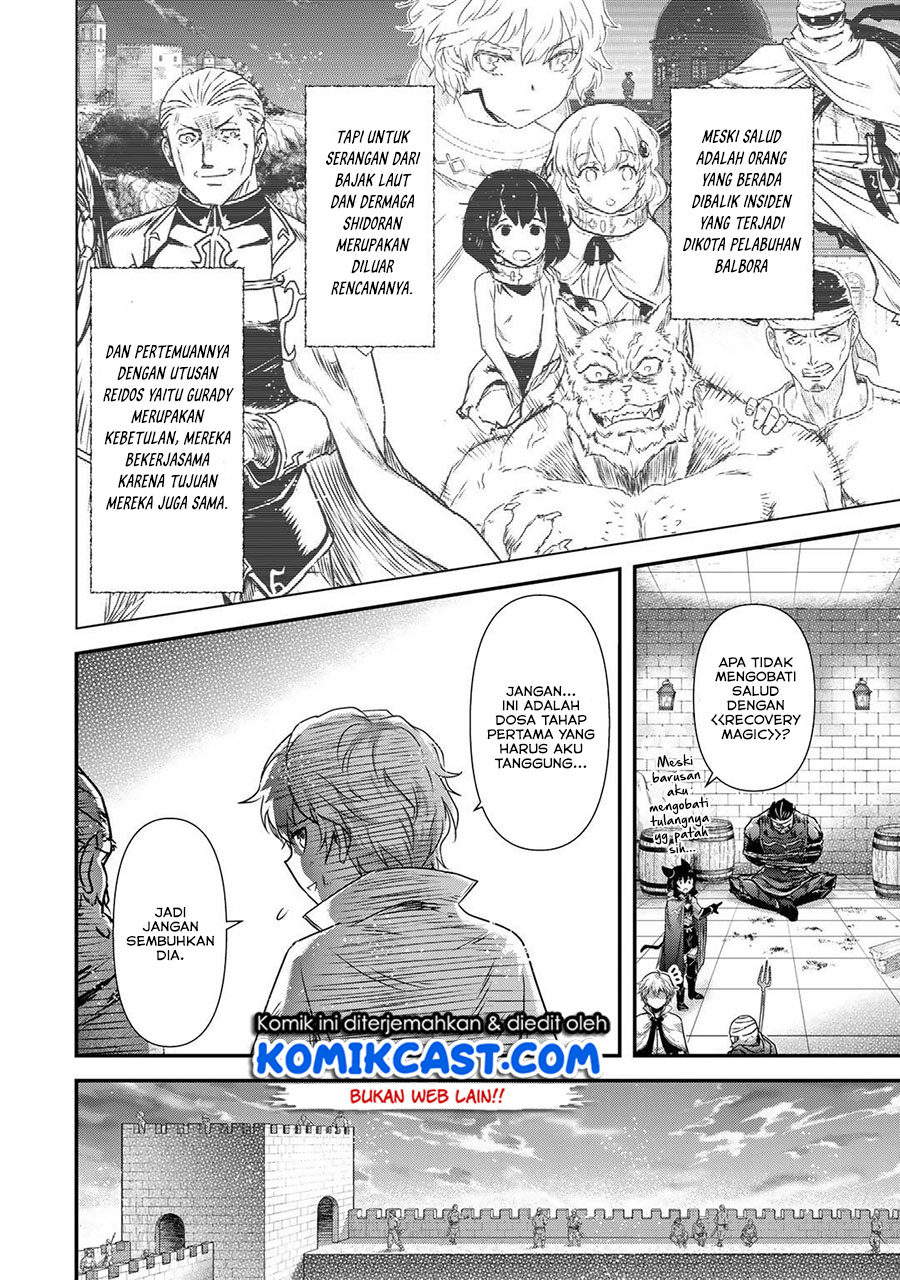 MESKI SALUD
ADALAH ORANG
YANG BERADA
DIBALIK INSIDEN
YANG TERJADI
DIKOTA PELABUHAN
BALBORA
TAPI UNTUK
SERANGAN DARI
BAJAK LAUT
DAN DERMAGA
SHIDORAN
MERUPAKAN
DILUAR
RENCANANYA.
DAN PERTEMUANNYA
DENGAN UTUSAN
REIDOS YAITU GURADY
MERUPAKAN
KEBETULAN, MEREKA
BEKERJASAMA
KARENA TUJUAN
MEREKA JUGA SAMA.
APA TIDAK
MENGOBATI
SALUD
DENGAN
<<RECOVERY
MAGIC>>?
Meski
barusan
aku
mengobati
tulangnya
yg patah
sih...
JANGAN...
INI ADALAH
DOSA TAHAP
PERTAMA YANG
HARUS AKU
TANGGUNG...
JADI
JANGAN
SEMBUHKAN
DIA.
Komik ini diterjemahkan & diedit oleh
KOMIKCAST.COM
BUKAN WEB LAIN!!